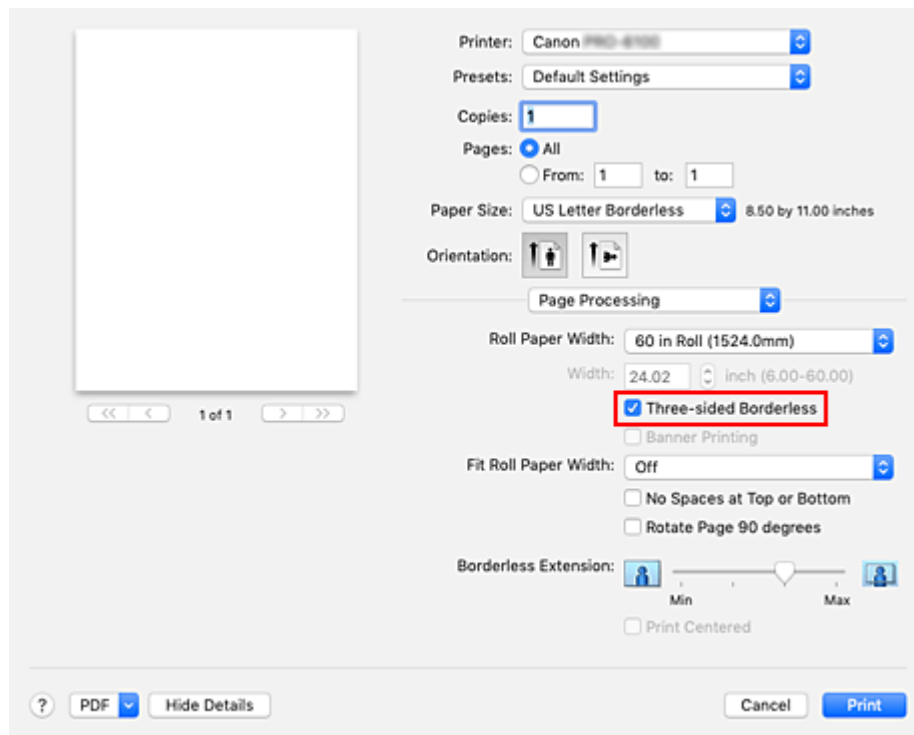 Printer: Canon
Presets: Default Settings
Copies: 1
Pages: All
From: 1 to: 1
Paper Size: US Letter Borderless 8.50 by 11.00 inches
Orientation:
Page Processing
Roll Paper Width: 60 in Roll (1524.0mm)
Width: 24.02 inch (6.00-60.00)
<< < 1 of 1 > >>
Three-sided Borderless
Banner Printing
Fit Roll Paper Width: Off
No Spaces at Top or Bottom
Rotate Page 90 degrees
Borderless Extension:
Min Max
Print Centered
? PDF Hide Details Cancel Print